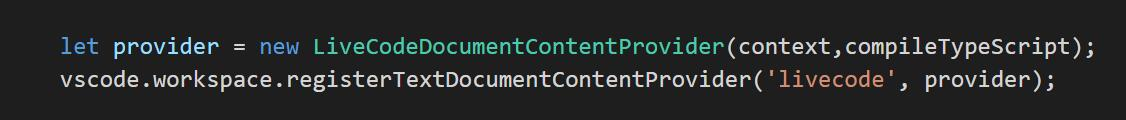 let provider = new LiveCodeDocumentContentProvider(context,compileTypeScript);
vscode.workspace.registerTextDocumentContentProvider('livecode', provider);